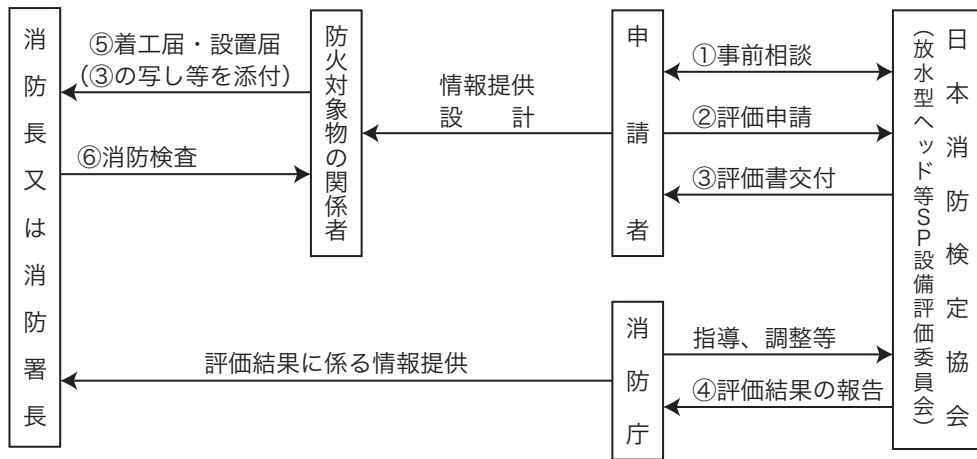 消防長又は消防署長
⑤着工届・設置届
（③の写し等を添付）
⑥消防検査
防火対象物の関係者
情報提供
設　　計
申請者
①事前相談
②評価申請
③評価書交付
日本消防検定協会
（放水型ヘッド等SP設備評価委員会）
消防庁
指導、調整等
④評価結果の報告
評価結果に係る情報提供